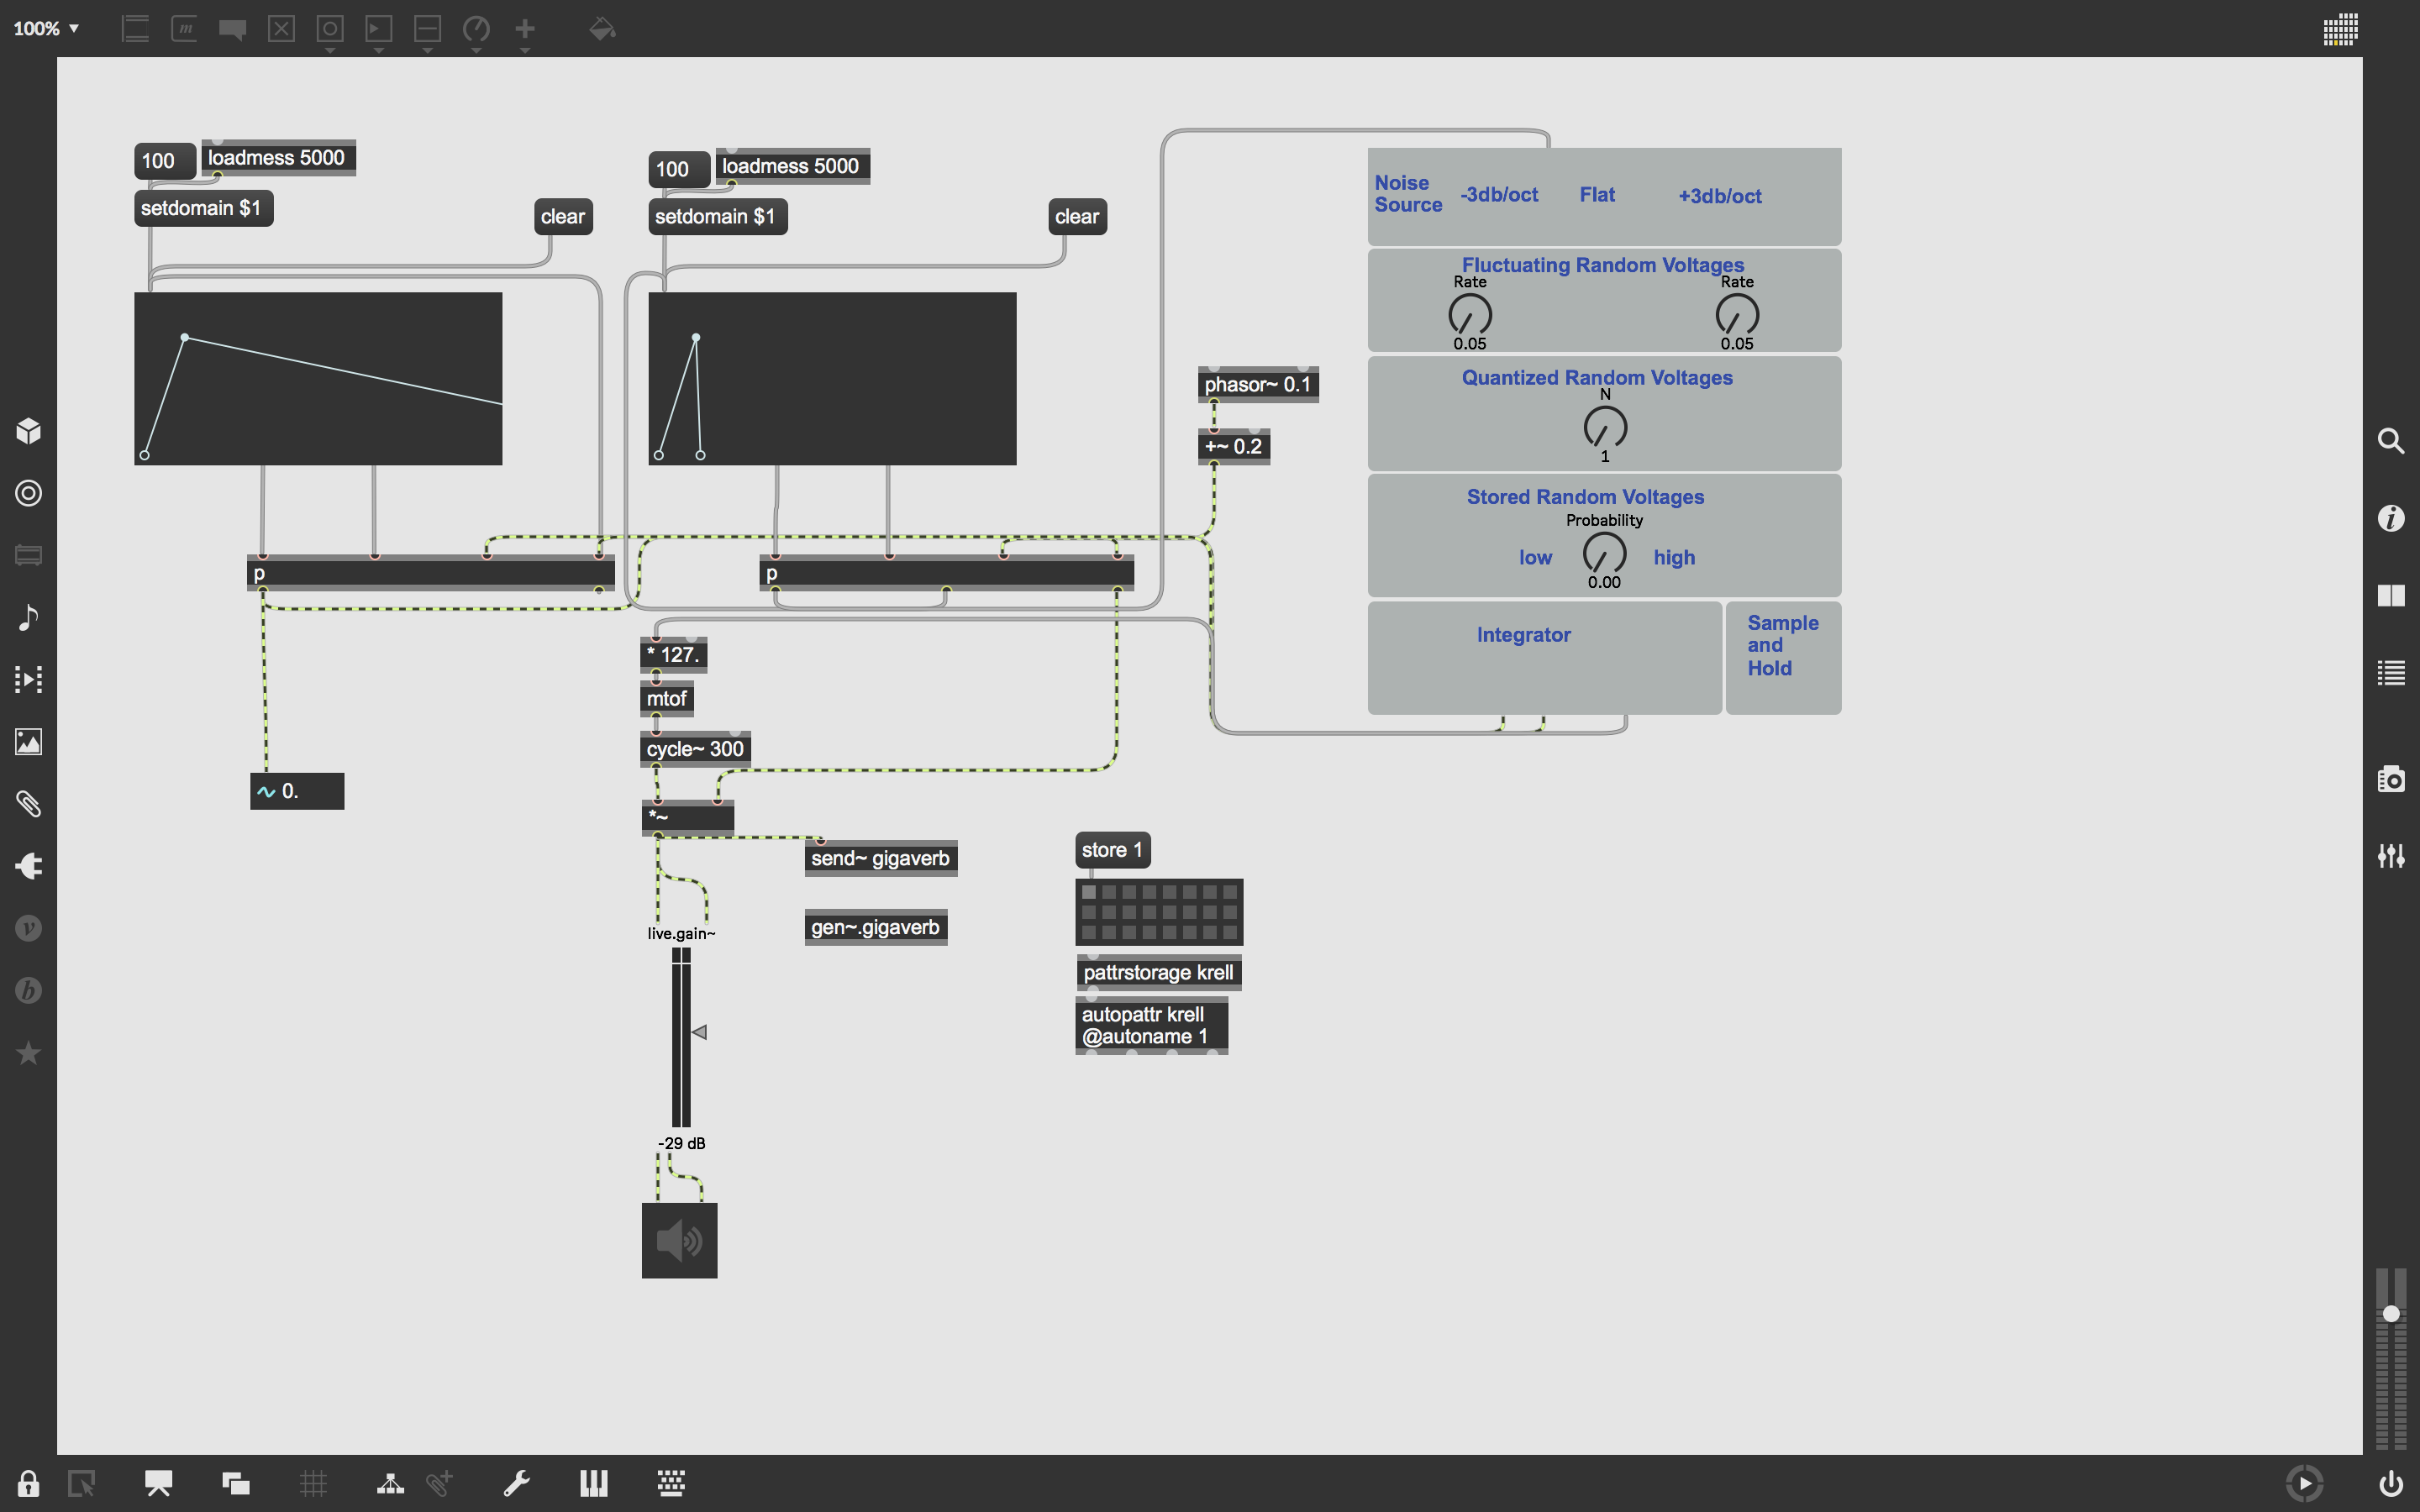 100%
100
loadmess 5000
setdomain $1
clear
100
loadmess 5000
setdomain $1
clear
p
p
phasor~ 0.1
+~ 0.2
Noise
Source
-3db/oct
Flat
+3db/oct
Fluctuating Random Voltages
Rate
0.05
Rate
0.05
Quantized Random Voltages
N
1
Stored Random Voltages
Probability
low
high
0.00
Integrator
Sample
and
Hold
* 127.
mtof
cycle~ 300
*~
0.
send~ gigaverb
gen~.gigaverb
live.gain~
-29 dB
store 1
pattrstorage krell
autopattr krell
@autoname 1